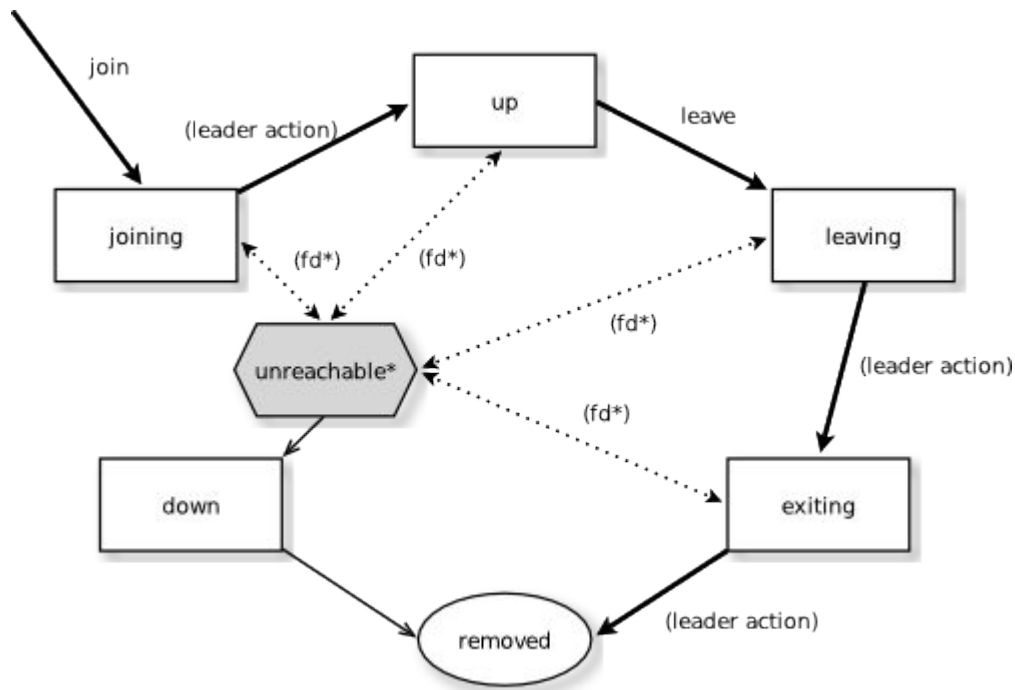 join
up
(leader action)
leave
joining
leaving
(fd*)
(fd*)
(fd*)
unreachable*
(leader action)
(fd*)
down
exiting
(leader action)
removed